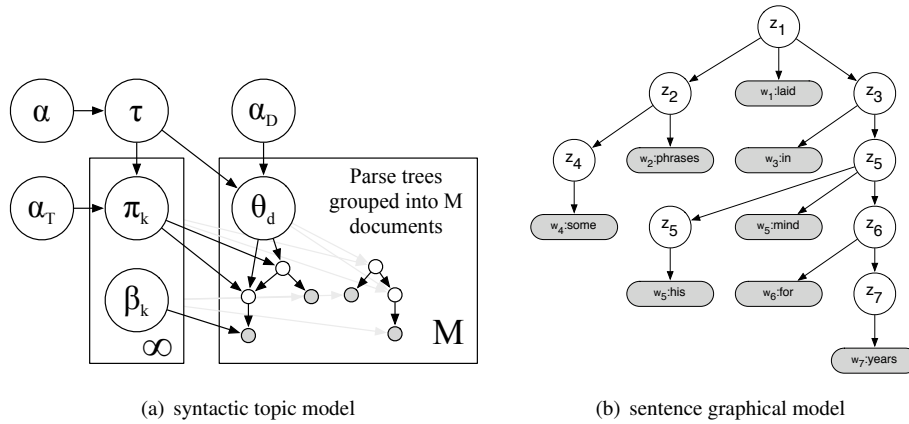 α
τ
α_D
α_T
π_k
θ_d
Parse trees
grouped into M
documents
β_k
∞
M
(a) syntactic topic model
z_1
z_2
w_1:laid
z_3
z_4
w_2:phrases
w_3:in
z_5
w_4:some
z_5
w_5:mind
z_6
w_5:his
w_6:for
z_7
w_7:years
(b) sentence graphical model